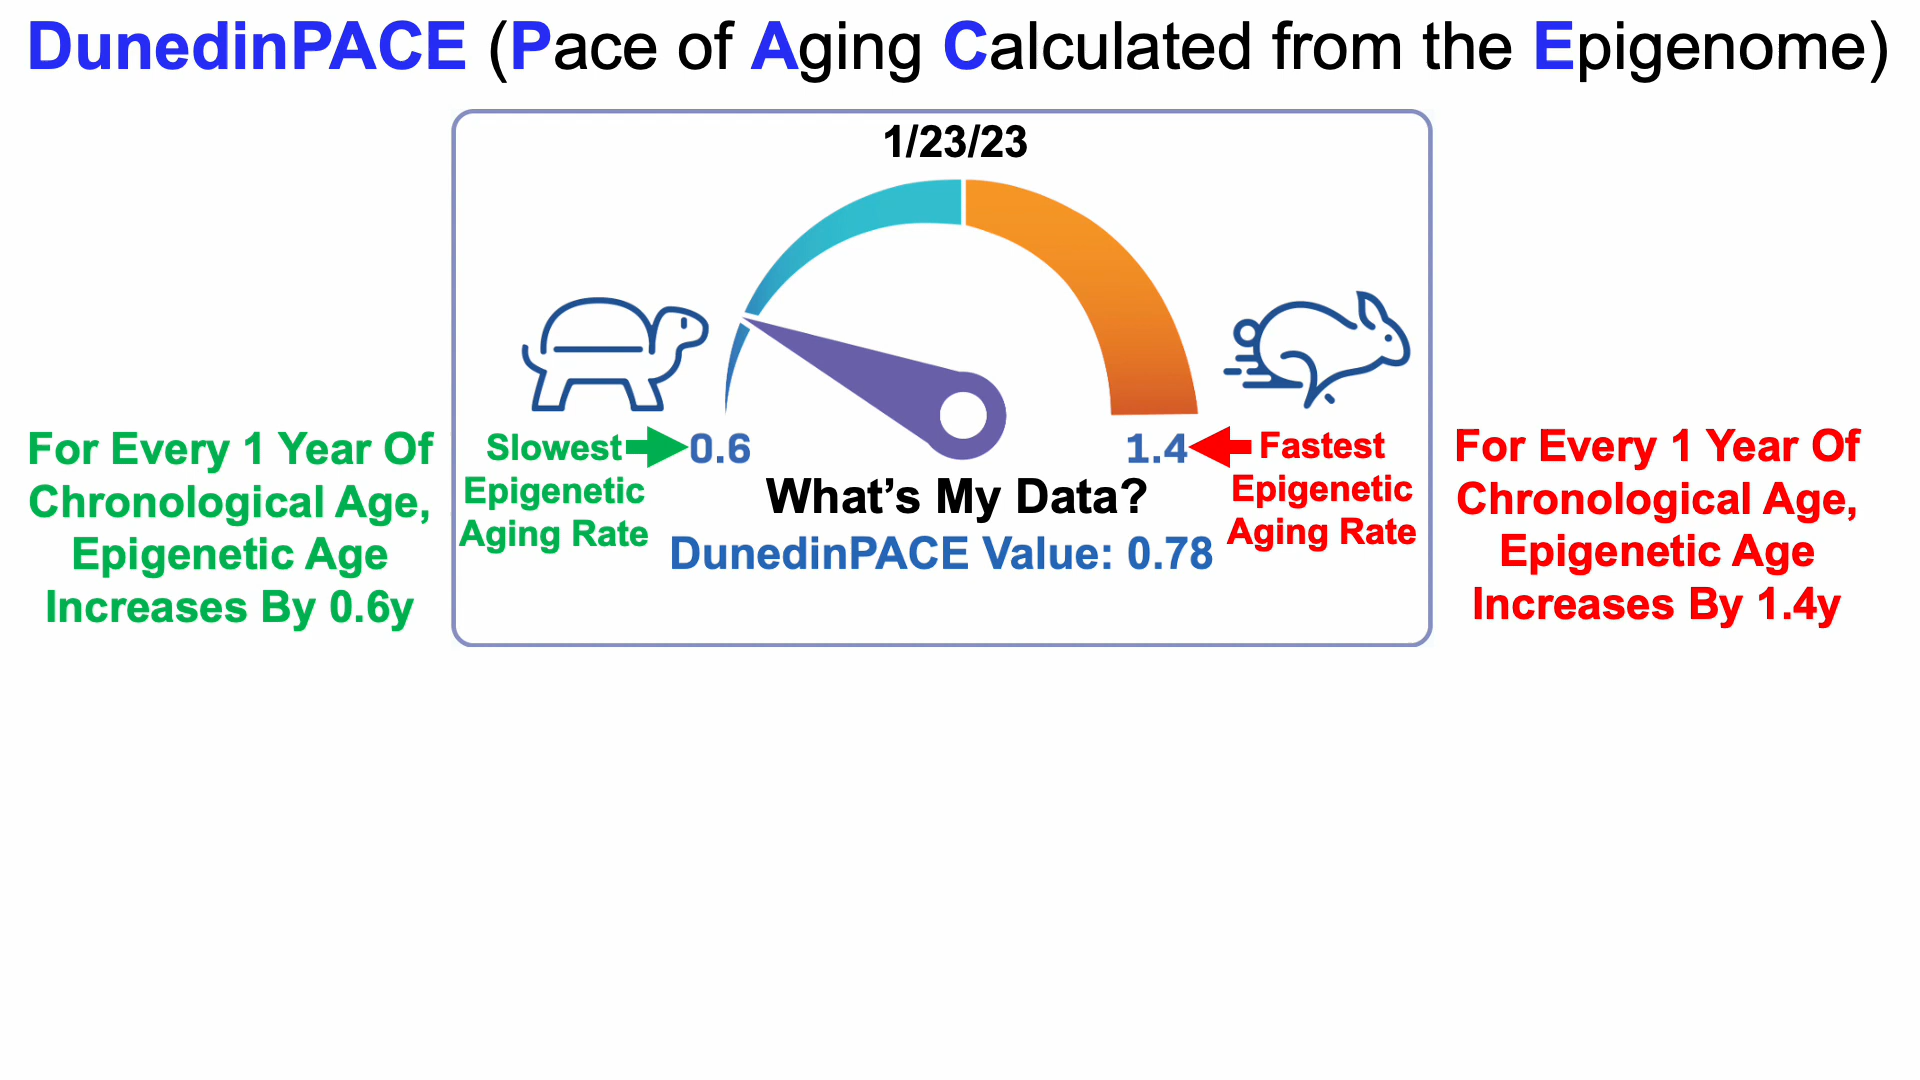 DunedinPACE (Pace of Aging Calculated from the Epigenome)
1/23/23
For Every 1 Year Of
Chronological Age,
Epigenetic Age
Increases By 0.6y
Slowest
Epigenetic
Aging Rate
0.6
1.4
Fastest
Epigenetic
Aging Rate
What’s My Data?
DunedinPACE Value: 0.78
For Every 1 Year Of
Chronological Age,
Epigenetic Age
Increases By 1.4y